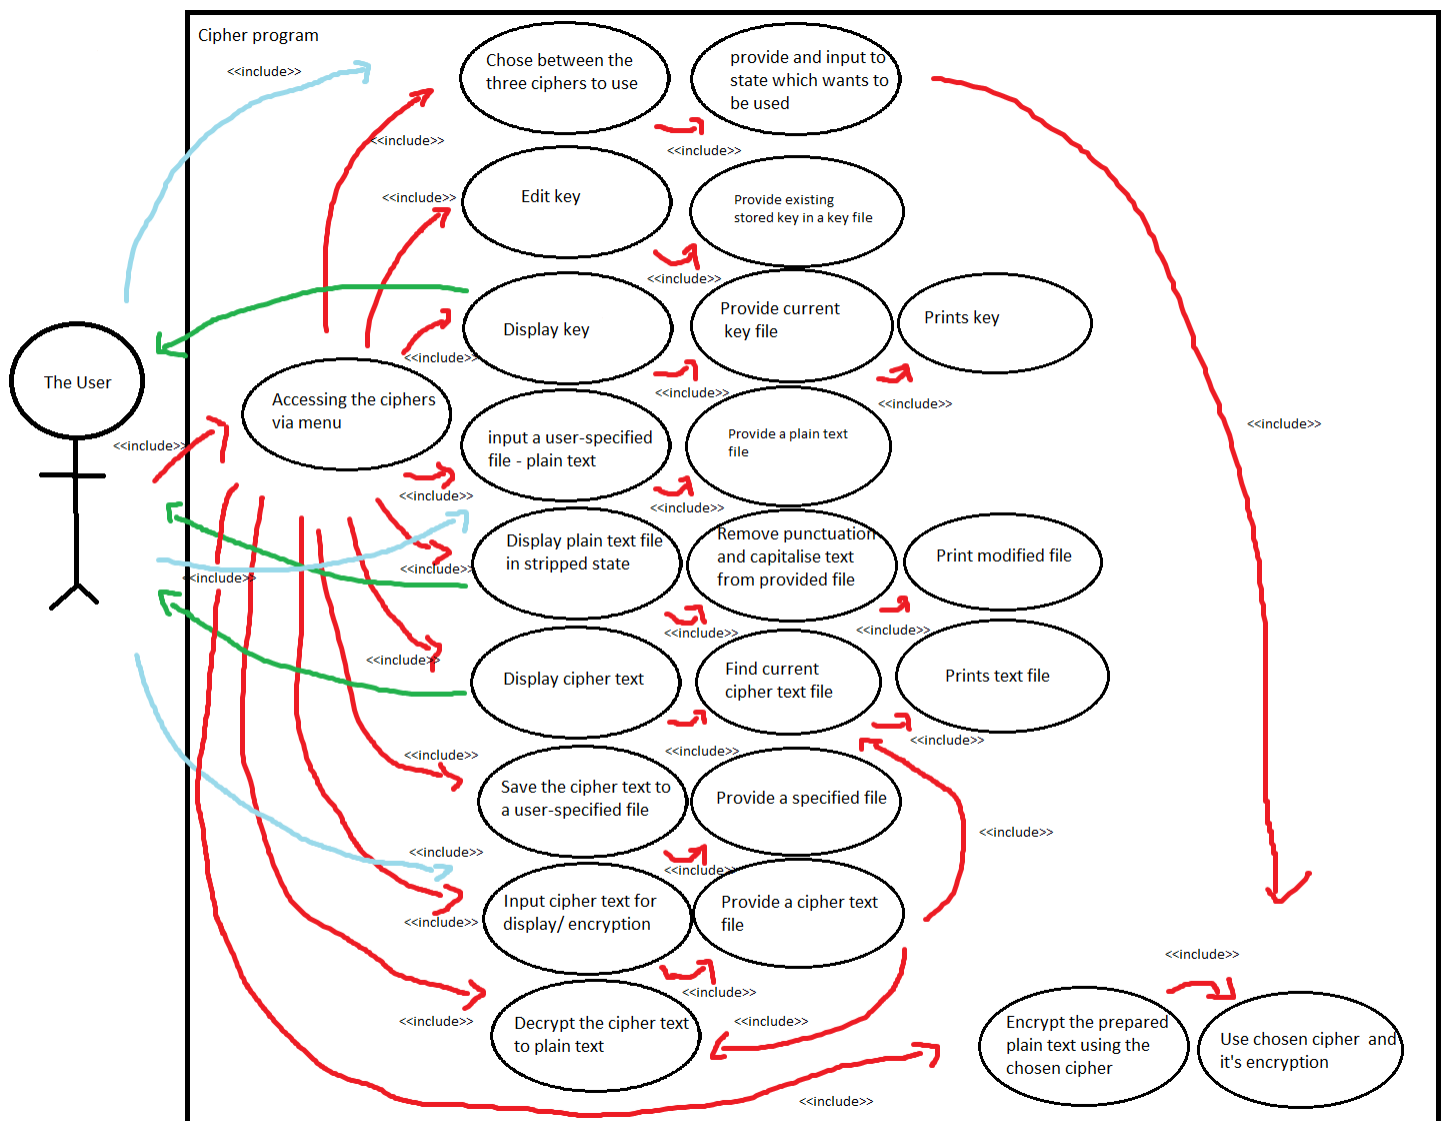 Cipher program
<<include>>
Chose between the
three ciphers to use
provide and input to
state which wants to
be used
<<include>>
<<include>>
<<include>>
Edit key
Provide existing
stored key in a key file
<<include>>
Display key
Provide current
key file
Prints key
<<include>>
<<include>>
<<include>>
The User
Accessing the ciphers
via menu
<<include>>
input a user-specified
file - plain text
Provide a plain text
file
<<include>>
<<include>>
<<include>>
Display plain text file
in stripped state
Remove punctuation
and capitalise text
from provided file
Print modified file
<<include>>
<<include>>
<<include>>
<<include>>
<<include>>
Display cipher text
Find current
cipher text file
Prints text file
<<include>>
<<include>>
<<include>>
Save the cipher text to
a user-specified file
Provide a specified file
<<include>>
<<include>>
<<include>>
Input cipher text for
display/ encryption
Provide a cipher text
file
<<include>>
<<include>>
<<include>>
<<include>>
<<include>>
Decrypt the cipher text
to plain text
Encrypt the prepared
plain text using the
chosen cipher
Use chosen cipher and
it's encryption
<<include>>